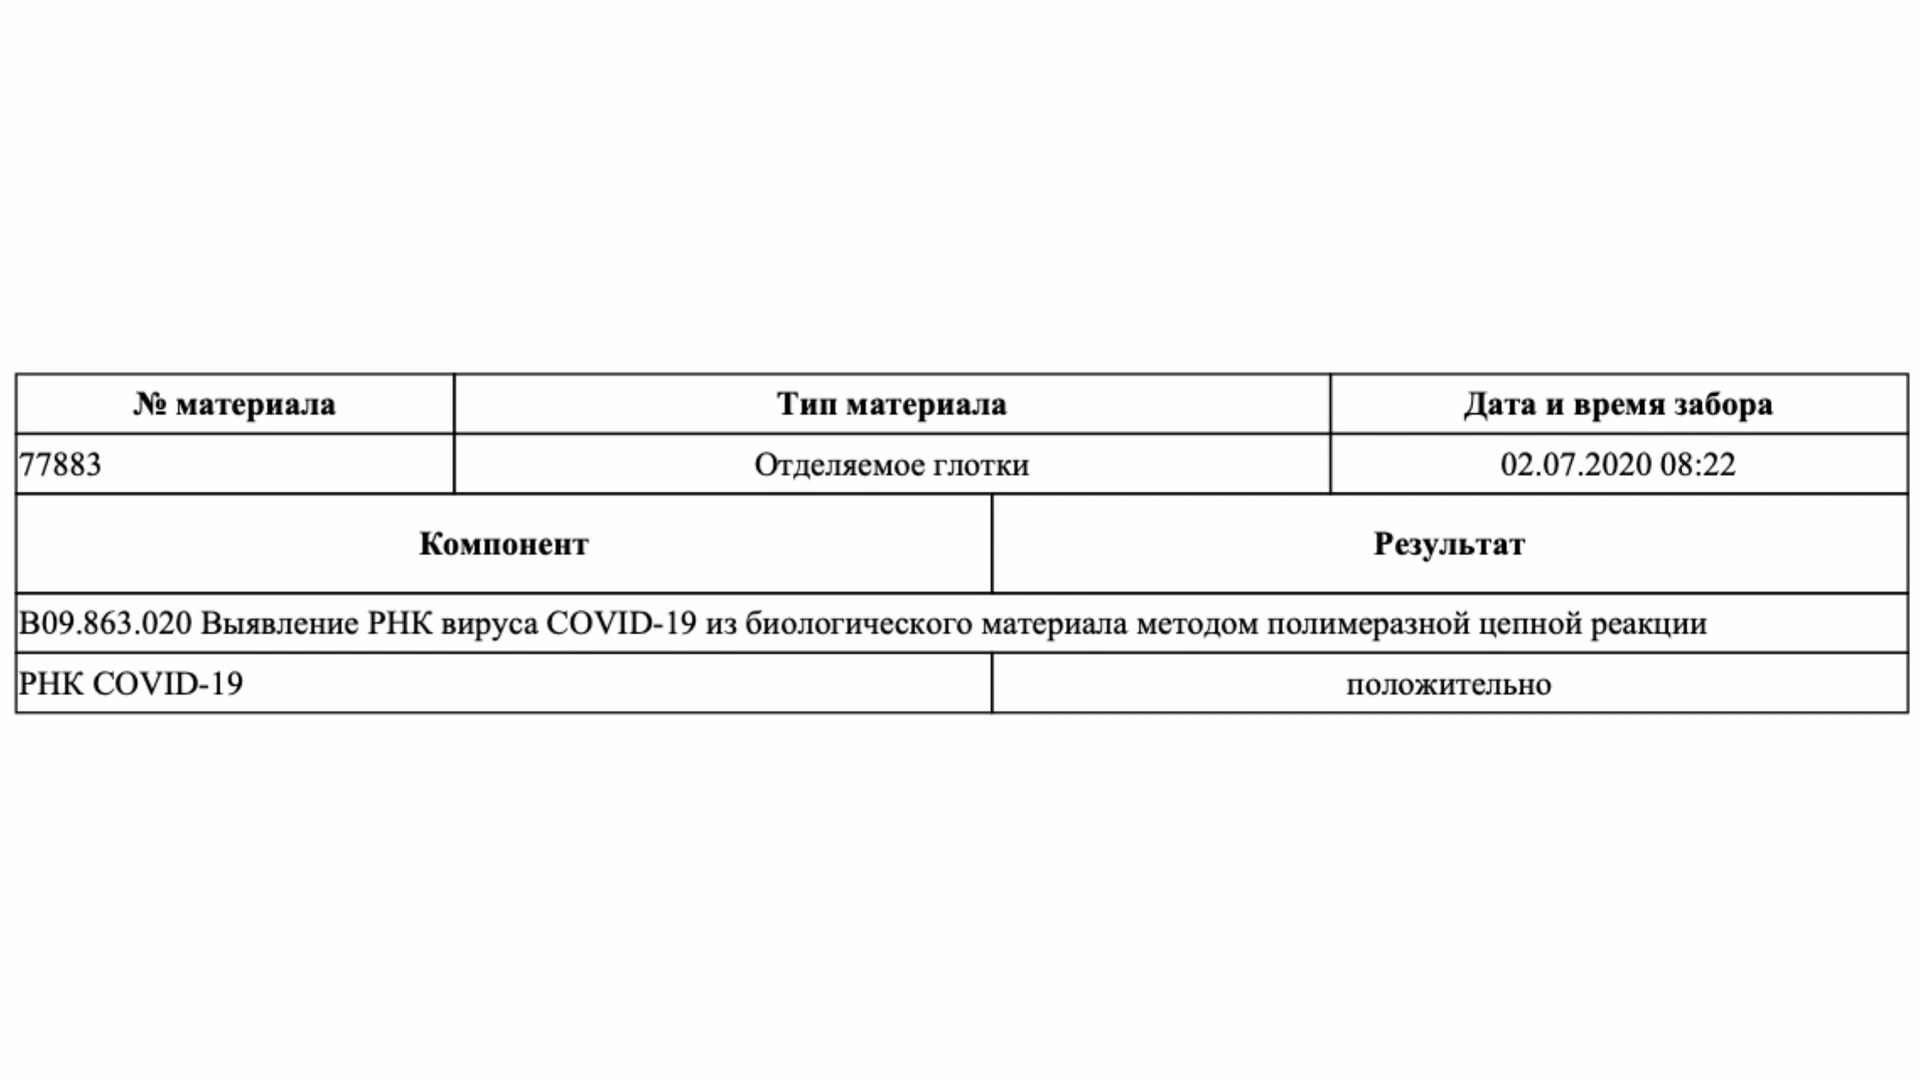 № материала Тип материала Дата и время забора
77883 Отделяемое глотки 02.07.2020 08:22
Компонент Результат
B09.863.020 Выявление РНК вируса COVID-19 из биологического материала методом полимеразной цепной реакции
РНК COVID-19 положительно